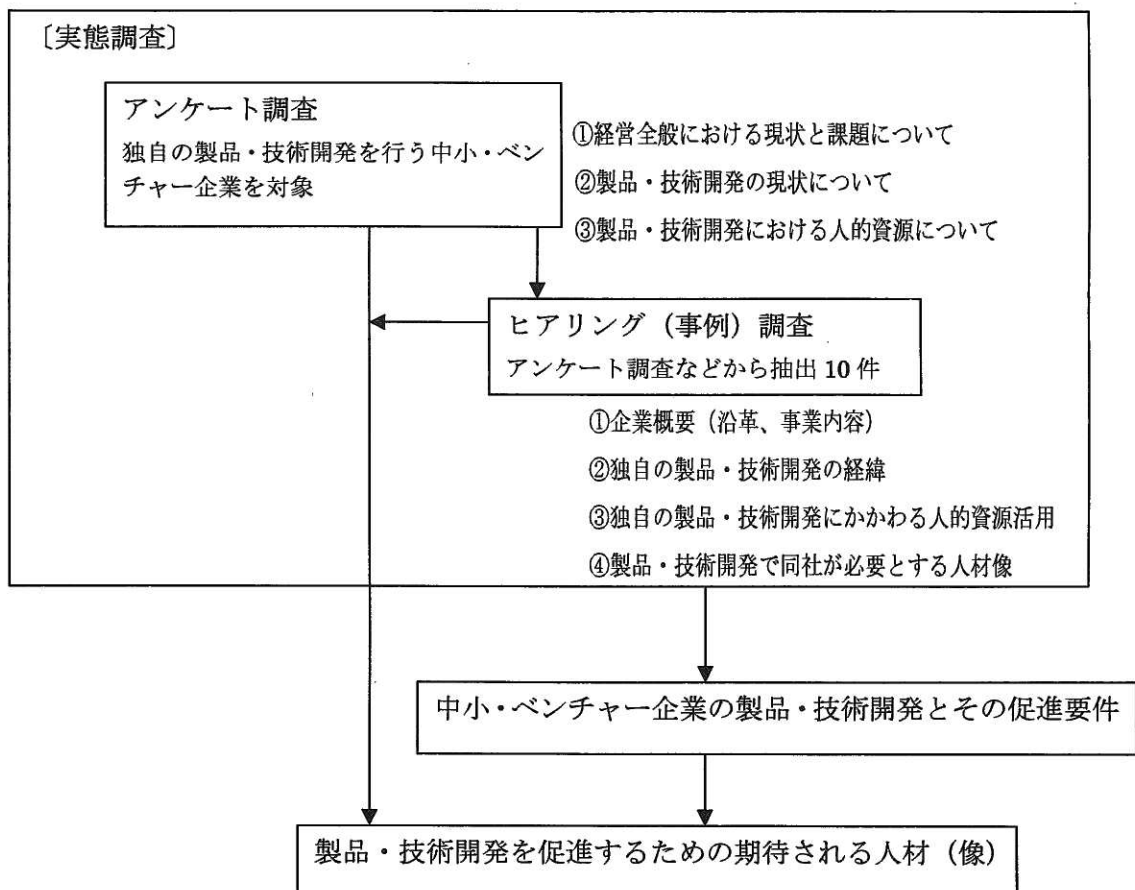 〔実態調査〕
アンケート調査
独自の製品・技術開発を行う中小・ベン
チャー企業を対象
①経営全般における現状と課題について
②製品・技術開発の現状について
③製品・技術開発における人的資源について
ヒアリング（事例）調査
アンケート調査などから抽出 10 件
①企業概要（沿革、事業内容）
②独自の製品・技術開発の経緯
③独自の製品・技術開発にかかわる人的資源活用
④製品・技術開発で同社が必要とする人材像
中小・ベンチャー企業の製品・技術開発とその促進要件
製品・技術開発を促進するための期待される人材（像）